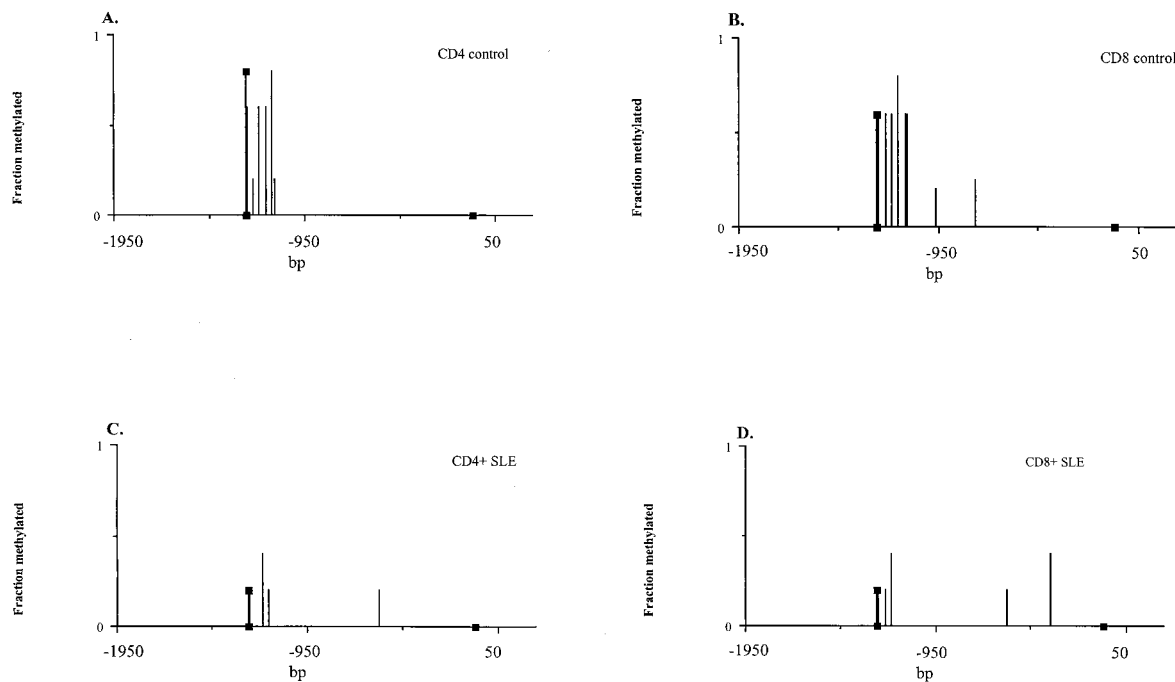 A.
1
CD4 control
Fraction methylated
0
-1950
-950
50
bp
B.
1
CD8 control
Fraction methylated
0
-1950
-950
50
bp
C.
1
CD4+ SLE
Fraction methylated
0
-1950
-950
50
bp
D.
1
CD8+ SLE
Fraction methylated
0
-1950
-950
50
bp